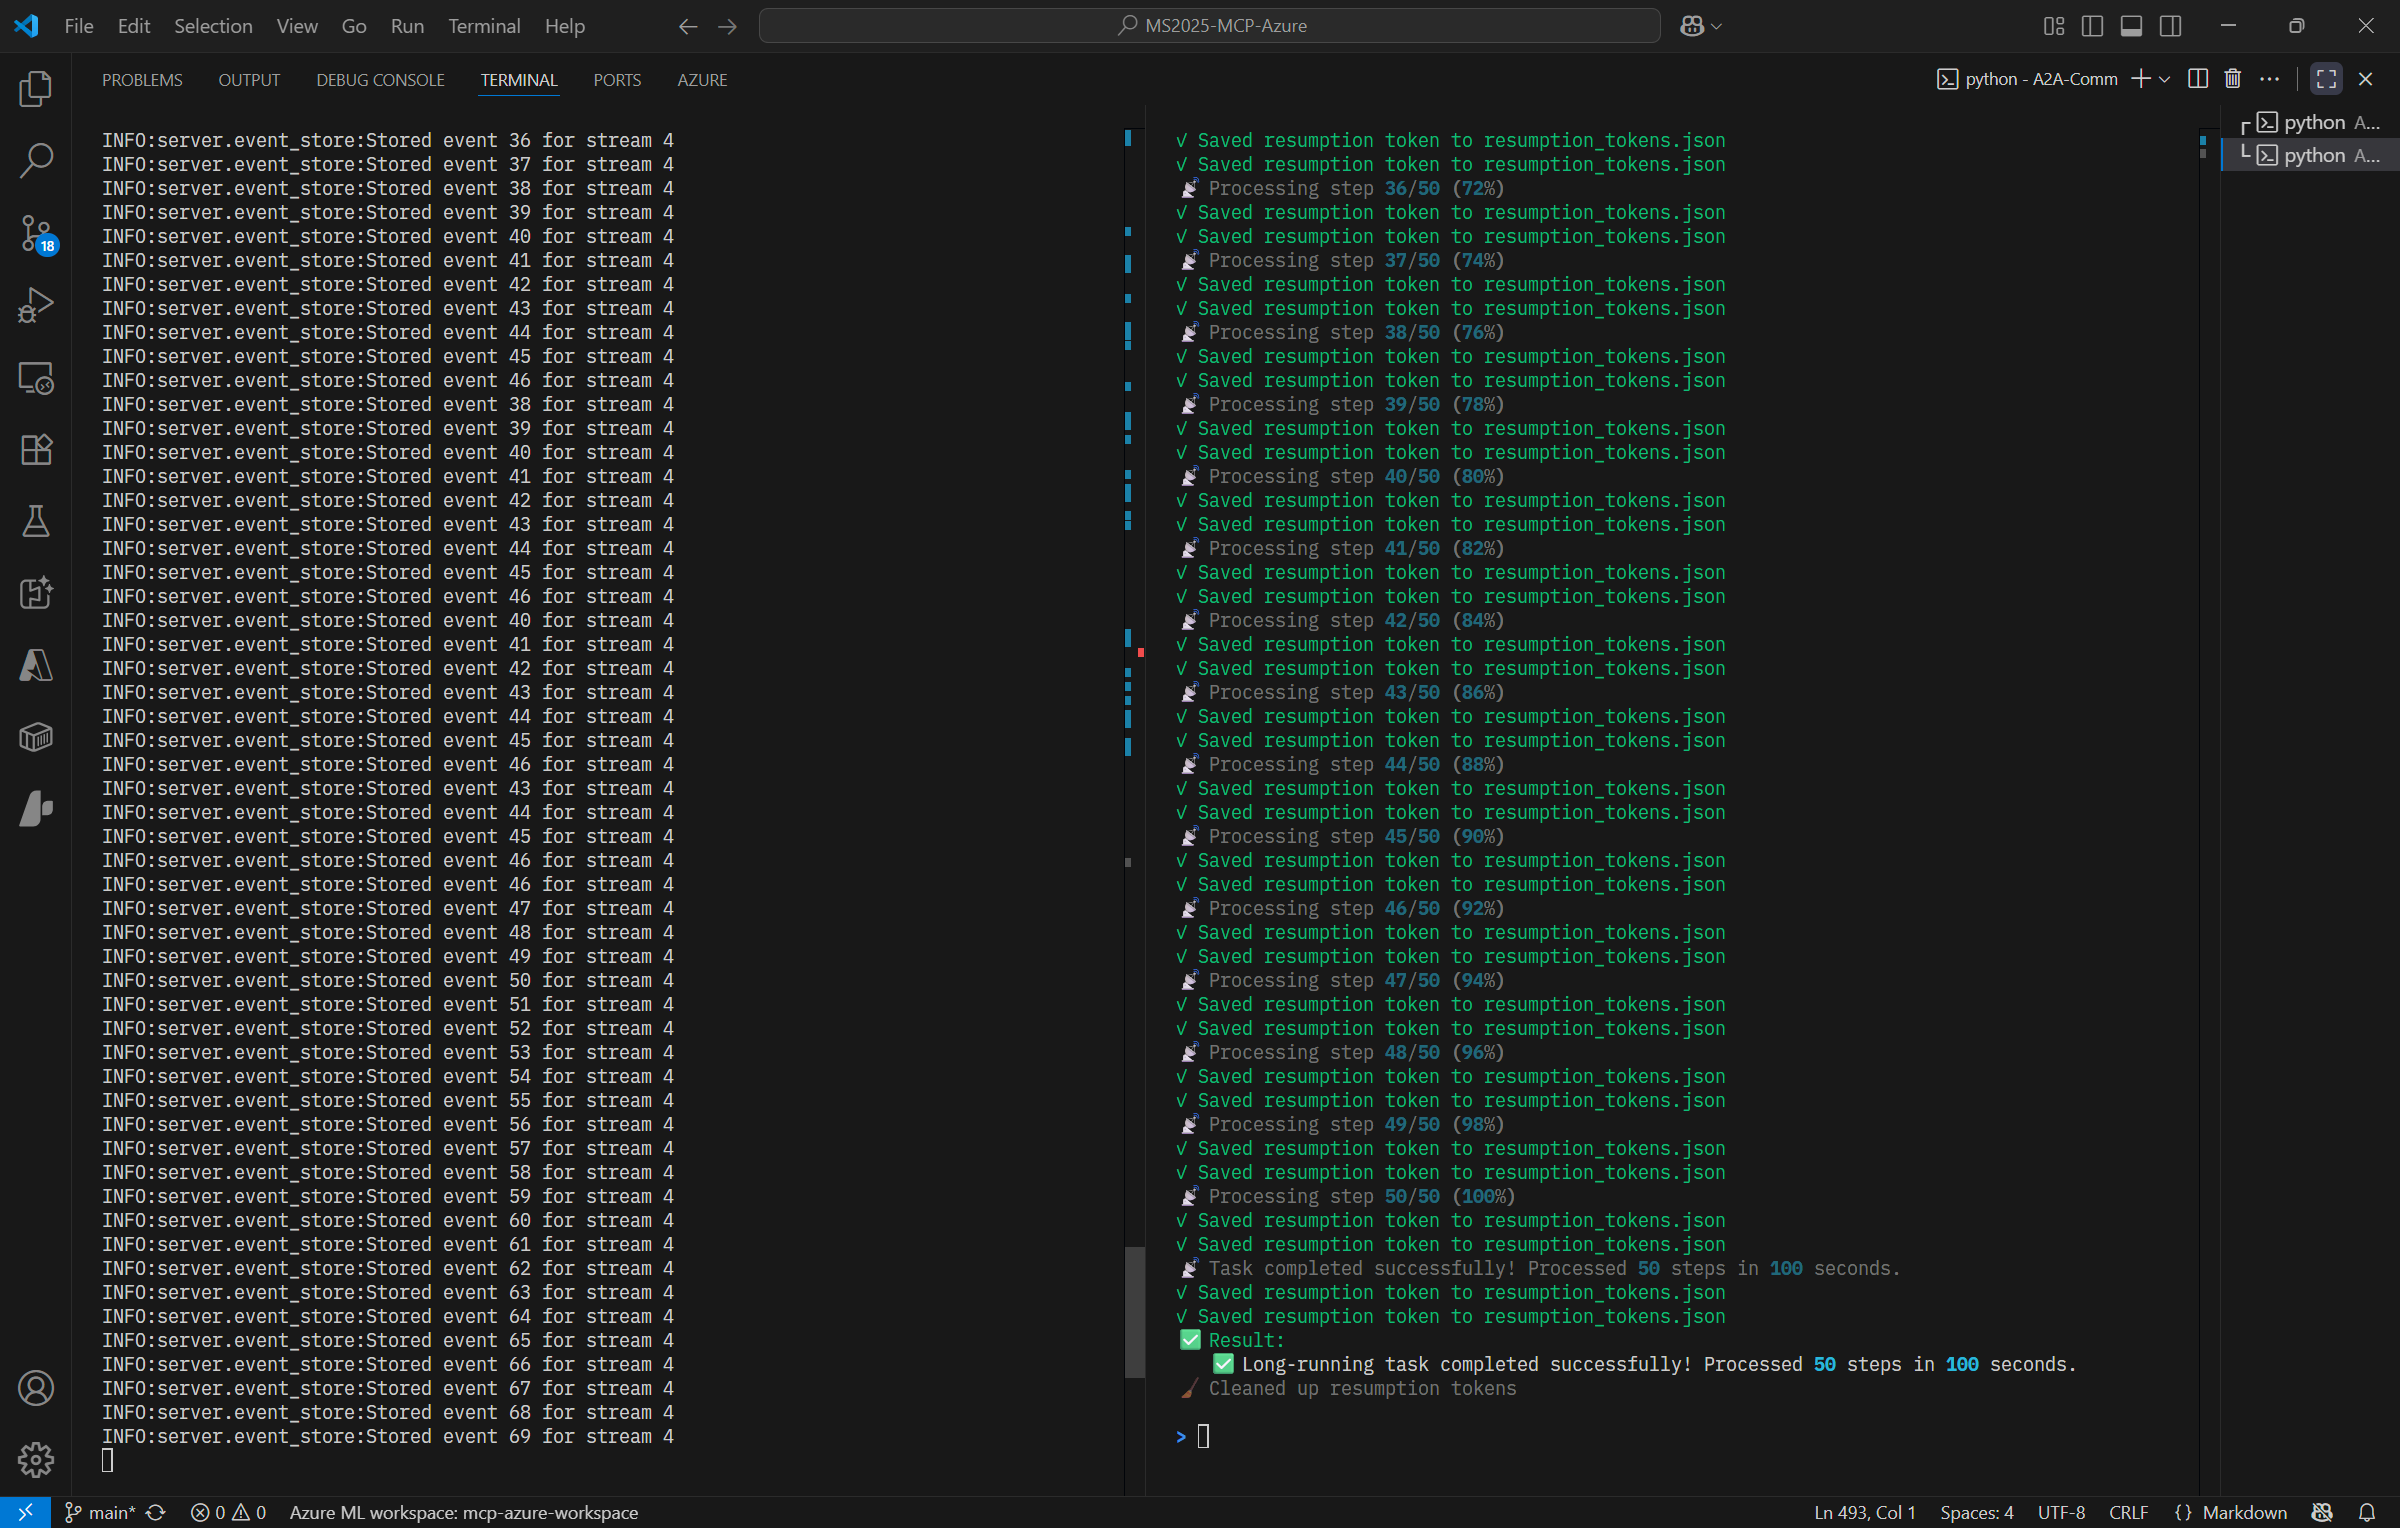 File Edit Selection View Go Run Terminal Help
MS2025-MCP-Azure
PROBLEMS OUTPUT DEBUG CONSOLE TERMINAL PORTS AZURE
python - A2A-Comm
18
INFO:server.event_store:Stored event 36 for stream 4
INFO:server.event_store:Stored event 37 for stream 4
INFO:server.event_store:Stored event 38 for stream 4
INFO:server.event_store:Stored event 39 for stream 4
INFO:server.event_store:Stored event 40 for stream 4
INFO:server.event_store:Stored event 41 for stream 4
INFO:server.event_store:Stored event 42 for stream 4
INFO:server.event_store:Stored event 43 for stream 4
INFO:server.event_store:Stored event 44 for stream 4
INFO:server.event_store:Stored event 45 for stream 4
INFO:server.event_store:Stored event 46 for stream 4
INFO:server.event_store:Stored event 38 for stream 4
INFO:server.event_store:Stored event 39 for stream 4
INFO:server.event_store:Stored event 40 for stream 4
INFO:server.event_store:Stored event 41 for stream 4
INFO:server.event_store:Stored event 42 for stream 4
INFO:server.event_store:Stored event 43 for stream 4
INFO:server.event_store:Stored event 44 for stream 4
INFO:server.event_store:Stored event 45 for stream 4
INFO:server.event_store:Stored event 46 for stream 4
INFO:server.event_store:Stored event 40 for stream 4
INFO:server.event_store:Stored event 41 for stream 4
INFO:server.event_store:Stored event 42 for stream 4
INFO:server.event_store:Stored event 43 for stream 4
INFO:server.event_store:Stored event 44 for stream 4
INFO:server.event_store:Stored event 45 for stream 4
INFO:server.event_store:Stored event 46 for stream 4
INFO:server.event_store:Stored event 43 for stream 4
INFO:server.event_store:Stored event 44 for stream 4
INFO:server.event_store:Stored event 45 for stream 4
INFO:server.event_store:Stored event 46 for stream 4
INFO:server.event_store:Stored event 46 for stream 4
INFO:server.event_store:Stored event 47 for stream 4
INFO:server.event_store:Stored event 48 for stream 4
INFO:server.event_store:Stored event 49 for stream 4
INFO:server.event_store:Stored event 50 for stream 4
INFO:server.event_store:Stored event 51 for stream 4
INFO:server.event_store:Stored event 52 for stream 4
INFO:server.event_store:Stored event 53 for stream 4
INFO:server.event_store:Stored event 54 for stream 4
INFO:server.event_store:Stored event 55 for stream 4
INFO:server.event_store:Stored event 56 for stream 4
INFO:server.event_store:Stored event 57 for stream 4
INFO:server.event_store:Stored event 58 for stream 4
INFO:server.event_store:Stored event 59 for stream 4
INFO:server.event_store:Stored event 60 for stream 4
INFO:server.event_store:Stored event 61 for stream 4
INFO:server.event_store:Stored event 62 for stream 4
INFO:server.event_store:Stored event 63 for stream 4
INFO:server.event_store:Stored event 64 for stream 4
INFO:server.event_store:Stored event 65 for stream 4
INFO:server.event_store:Stored event 66 for stream 4
INFO:server.event_store:Stored event 67 for stream 4
INFO:server.event_store:Stored event 68 for stream 4
INFO:server.event_store:Stored event 69 for stream 4
√ Saved resumption token to resumption_tokens.json
√ Saved resumption token to resumption_tokens.json
📡 Processing step 36/50 (72%)
√ Saved resumption token to resumption_tokens.json
√ Saved resumption token to resumption_tokens.json
📡 Processing step 37/50 (74%)
√ Saved resumption token to resumption_tokens.json
√ Saved resumption token to resumption_tokens.json
📡 Processing step 38/50 (76%)
√ Saved resumption token to resumption_tokens.json
√ Saved resumption token to resumption_tokens.json
📡 Processing step 39/50 (78%)
√ Saved resumption token to resumption_tokens.json
√ Saved resumption token to resumption_tokens.json
📡 Processing step 40/50 (80%)
√ Saved resumption token to resumption_tokens.json
√ Saved resumption token to resumption_tokens.json
📡 Processing step 41/50 (82%)
√ Saved resumption token to resumption_tokens.json
√ Saved resumption token to resumption_tokens.json
📡 Processing step 42/50 (84%)
√ Saved resumption token to resumption_tokens.json
√ Saved resumption token to resumption_tokens.json
📡 Processing step 43/50 (86%)
√ Saved resumption token to resumption_tokens.json
√ Saved resumption token to resumption_tokens.json
📡 Processing step 44/50 (88%)
√ Saved resumption token to resumption_tokens.json
√ Saved resumption token to resumption_tokens.json
📡 Processing step 45/50 (90%)
√ Saved resumption token to resumption_tokens.json
√ Saved resumption token to resumption_tokens.json
📡 Processing step 46/50 (92%)
√ Saved resumption token to resumption_tokens.json
√ Saved resumption token to resumption_tokens.json
📡 Processing step 47/50 (94%)
√ Saved resumption token to resumption_tokens.json
√ Saved resumption token to resumption_tokens.json
📡 Processing step 48/50 (96%)
√ Saved resumption token to resumption_tokens.json
√ Saved resumption token to resumption_tokens.json
📡 Processing step 49/50 (98%)
√ Saved resumption token to resumption_tokens.json
√ Saved resumption token to resumption_tokens.json
📡 Processing step 50/50 (100%)
√ Saved resumption token to resumption_tokens.json
√ Saved resumption token to resumption_tokens.json
📡 Task completed successfully! Processed 50 steps in 100 seconds.
√ Saved resumption token to resumption_tokens.json
√ Saved resumption token to resumption_tokens.json
✅ Result:
✅ Long-running task completed successfully! Processed 50 steps in 100 seconds.
🧹 Cleaned up resumption tokens
>
python A...
python A...
main* 0 0 Azure ML workspace: mcp-azure-workspace Ln 493, Col 1 Spaces: 4 UTF-8 CRLF {} Markdown